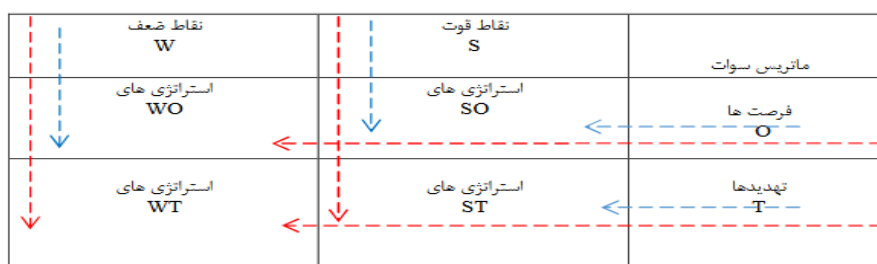 ماتریس سوات
نقاط قوت
S
نقاط ضعف
W
فرصت ها
O
استراتژی های
SO
استراتژی های
WO
تهدیدها
T
استراتژی های
ST
استراتژی های
WT